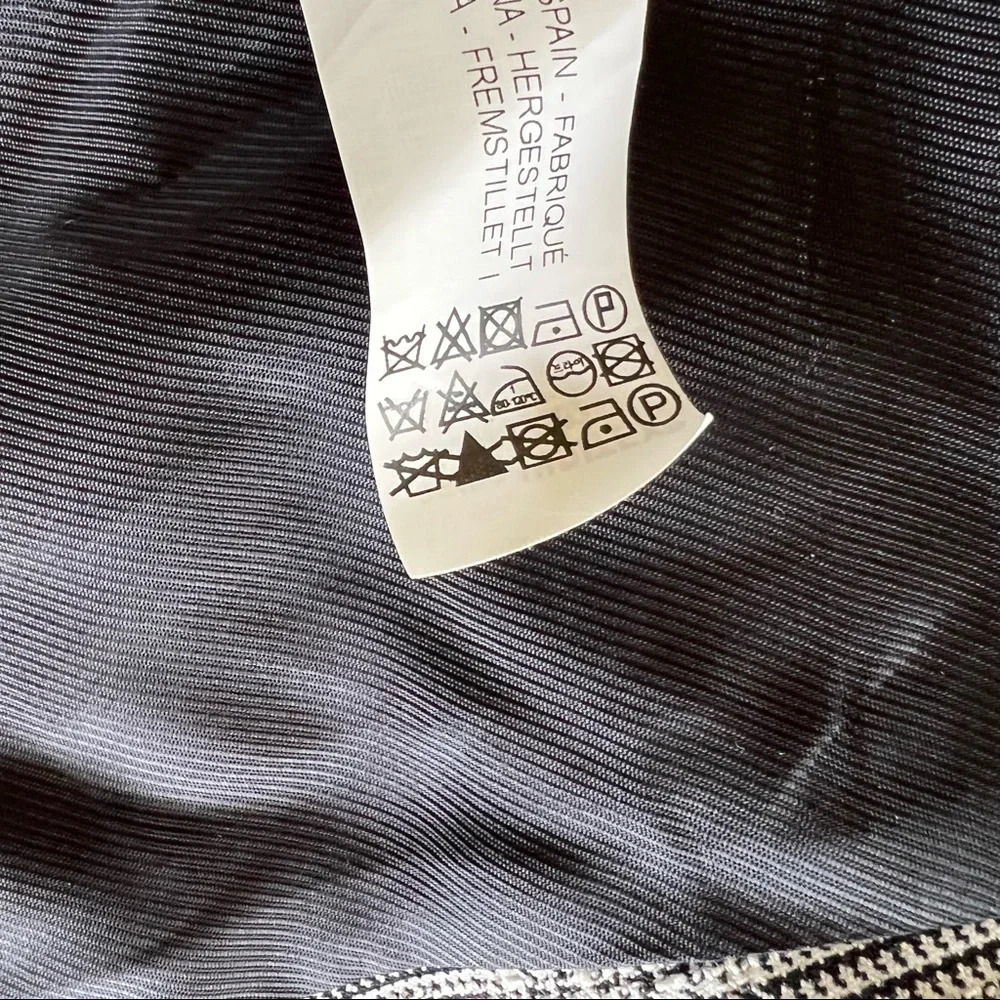 SPAIN - FABRIQUÉ
NA - HERGESTELLT
A - FREMSTILLET I
P
P